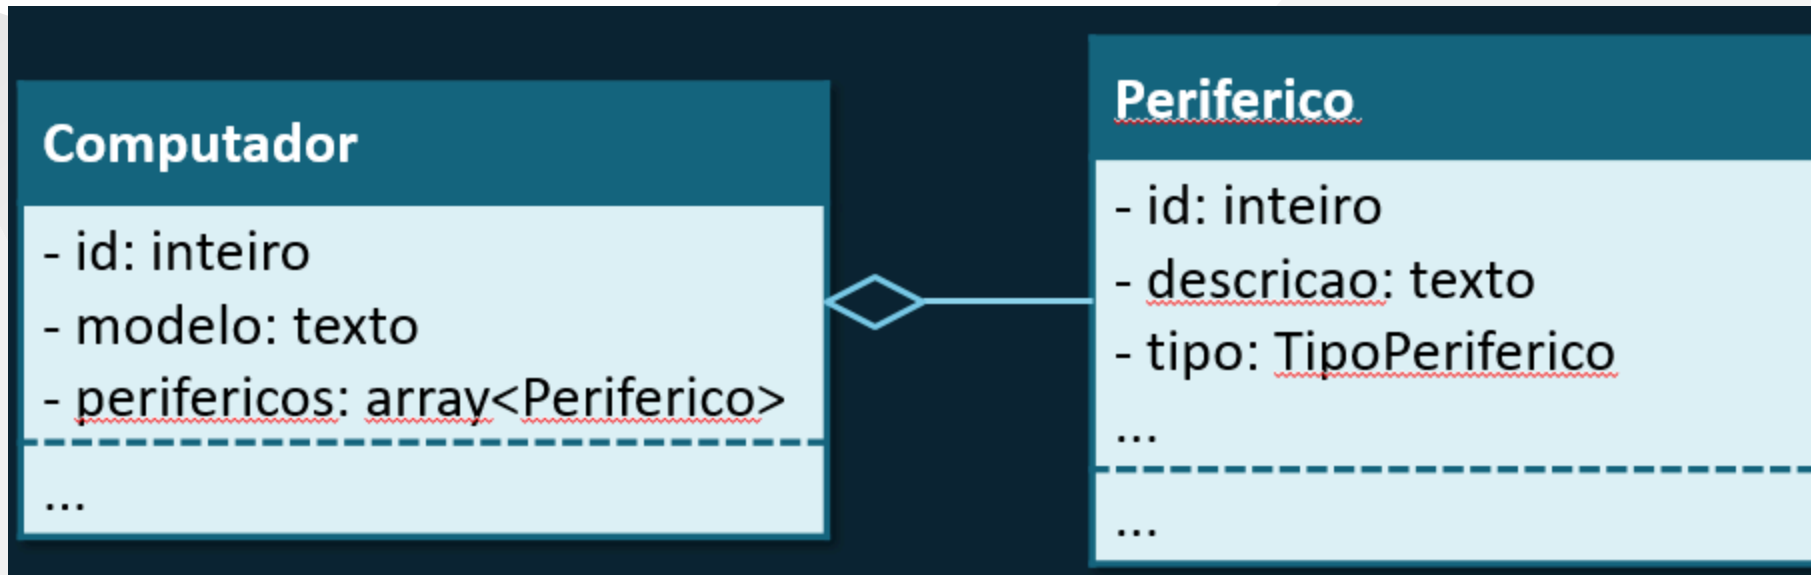 Computador
- id: inteiro
- modelo: texto
- perifericos: array<Periferico>
...
Periferico
- id: inteiro
- descricao: texto
- tipo: TipoPeriferico
...
...